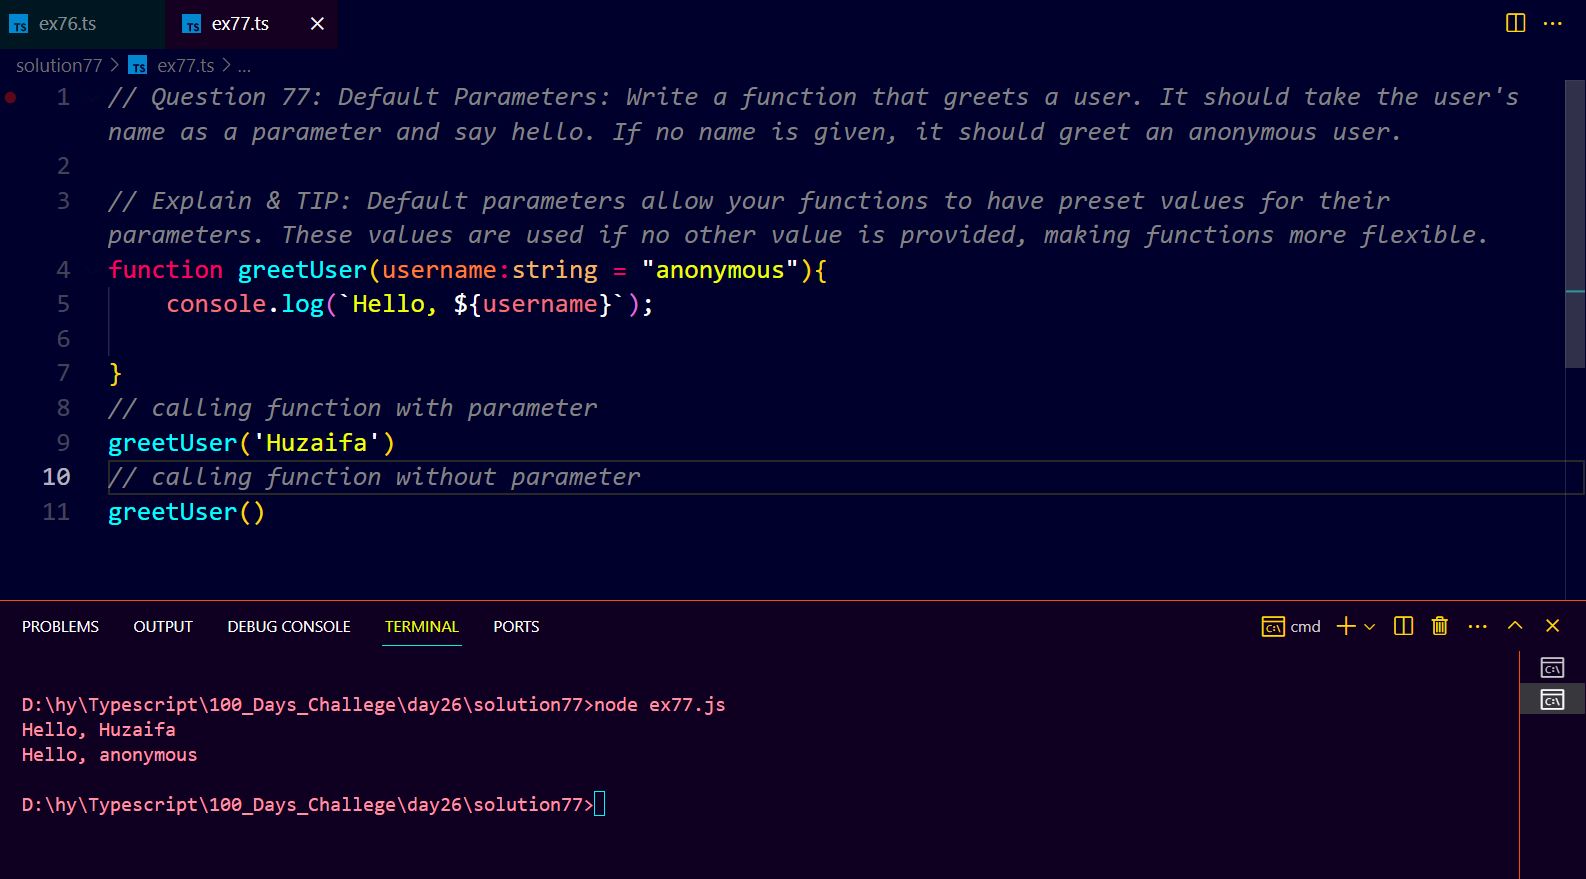 TS ex76.ts TS ex77.ts
solution77 > TS ex77.ts > ...
1 // Question 77: Default Parameters: Write a function that greets a user. It should take the user's
name as a parameter and say hello. If no name is given, it should greet an anonymous user.
2
3 // Explain & TIP: Default parameters allow your functions to have preset values for their
parameters. These values are used if no other value is provided, making functions more flexible.
4 function greetUser(username:string = "anonymous"){
5     console.log(`Hello, ${username}`);
6
7 }
8 // calling function with parameter
9 greetUser('Huzaifa')
10 // calling function without parameter
11 greetUser()
PROBLEMS OUTPUT DEBUG CONSOLE TERMINAL PORTS cmd
D:\hy\Typescript\100_Days_Challege\day26\solution77>node ex77.js
Hello, Huzaifa
Hello, anonymous
D:\hy\Typescript\100_Days_Challege\day26\solution77>